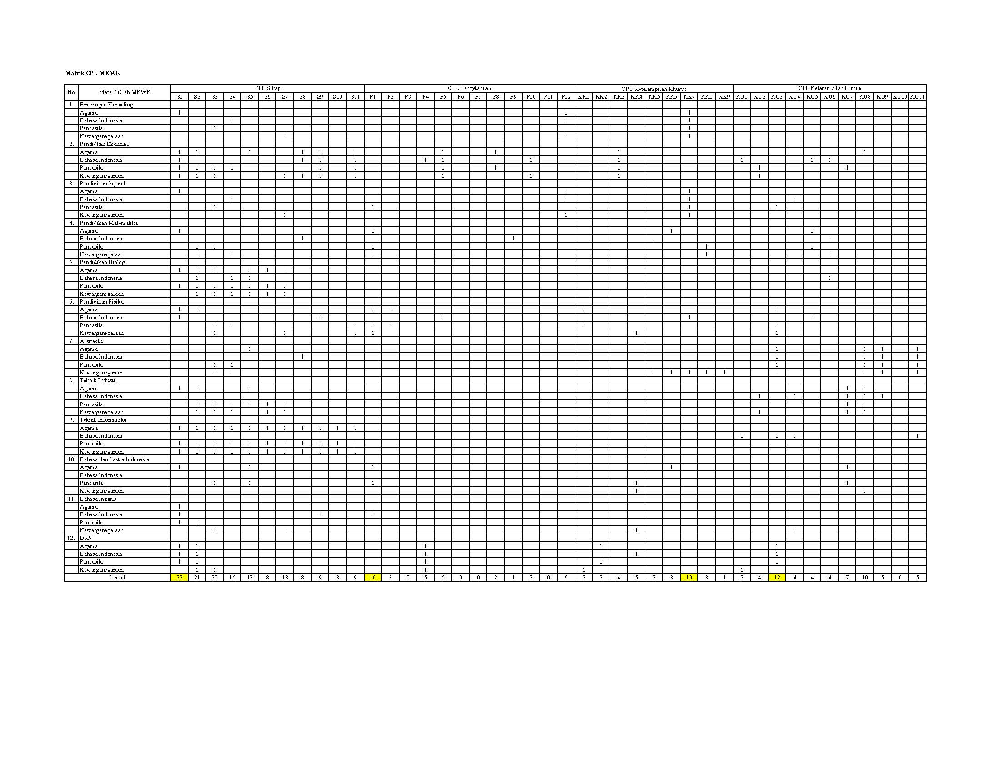 Matrik CPL MKWK
No. Mata Kuliah MKWK CPL Sikap CPL Pengetahuan CPL Keterampilan Khusus CPL Keterampilan Umum
S1 S2 S3 S4 S5 S6 S7 S8 S9 S10 S11 P1 P2 P3 P4 P5 P6 P7 P8 P9 P10 P11 P12 KK1 KK2 KK3 KK4 KK5 KK6 KK7 KK8 KK9 KU1 KU2 KU3 KU4 KU5 KU6 KU7 KU8 KU9 KU10 KU11
1. Bimbingan Konseling
Agama 1 1 1
Bahasa Indonesia 1 1 1
Pancasila 1 1
Kewarganegaraan 1 1 1
2. Pendidkan Ekonomi
Agama 1 1 1 1 1 1 1 1 1 1
Bahasa Indonesia 1 1 1 1 1 1 1 1 1 1 1
Pancasila 1 1 1 1 1 1 1 1 1 1 1
Kewarganegaraan 1 1 1 1 1 1 1 1 1 1 1
3. Pendidikan Sejarah
Agama 1 1 1
Bahasa Indonesia 1 1 1 1
Pancasila 1 1 1 1
Kewarganegaraan 1 1 1
4. Pendidikan Matematika
Agama 1 1 1 1
Bahasa Indonesia 1 1 1 1
Pancasila 1 1 1 1 1
Kewarganegaraan 1 1 1 1 1
5. Pendidikan Biologi
Agama 1 1 1 1 1 1
Bahasa Indonesia 1 1 1 1
Pancasila 1 1 1 1 1 1 1
Kewarganegaraan 1 1 1 1 1 1
6. Pendidikan Fisika
Agama 1 1 1 1 1 1
Bahasa Indonesia 1 1 1 1 1
Pancasila 1 1 1 1 1 1 1
Kewarganegaraan 1 1 1 1 1 1
7. Arsitektur
Agama 1 1 1 1 1
Bahasa Indonesia 1 1 1 1 1
Pancasila 1 1 1 1 1 1
Kewarganegaraan 1 1 1 1 1 1 1 1 1 1 1
8. Teknik Industri
Agama 1 1 1 1 1
Bahasa Indonesia 1 1 1 1 1
Pancasila 1 1 1 1 1 1 1 1
Kewarganegaraan 1 1 1 1 1 1 1 1
9. Teknik Informatika
Agama 1 1 1 1 1 1 1 1 1 1 1
Bahasa Indonesia 1 1 1 1
Pancasila 1 1 1 1 1 1 1 1 1 1 1
Kewarganegaraan 1 1 1 1 1 1 1 1 1 1 1
10. Bahasa dan Sastra Indonesia
Agama 1 1 1 1 1
Bahasa Indonesia
Pancasila 1 1 1 1 1
Kewarganegaraan 1 1
11. Bahasa Inggris
Agama 1
Bahasa Indonesia 1 1 1
Pancasila 1 1
Kewarganegaraan 1 1 1 1
12. DKV
Agama 1 1 1 1 1
Bahasa Indonesia 1 1 1 1 1
Pancasila 1 1 1 1 1
Kewarganegaraan 1 1 1 1 1
Jumlah 22 21 20 15 13 8 13 8 9 3 9 10 2 0 5 5 0 0 2 1 2 0 6 3 2 4 5 2 3 10 3 1 3 4 12 4 4 4 7 10 5 0 5